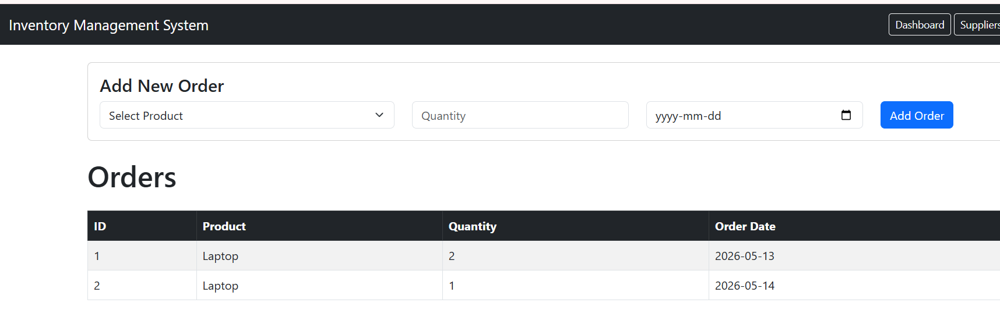 Inventory Management System
Dashboard Suppliers
Add New Order
Select Product Quantity yyyy-mm-dd Add Order
Orders
ID Product Quantity Order Date
1 Laptop 2 2026-05-13
2 Laptop 1 2026-05-14